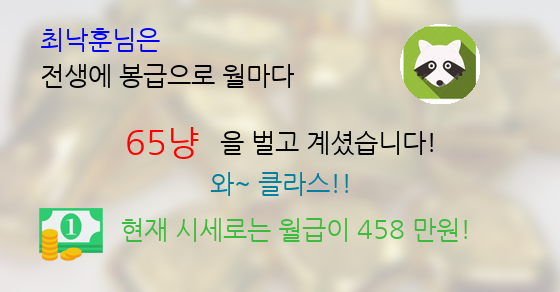 최낙훈님은
전생에 봉급으로 월마다
65냥 을 벌고 계셨습니다!
와~ 클라스!!
1
현재 시세로는 월급이 458 만원!